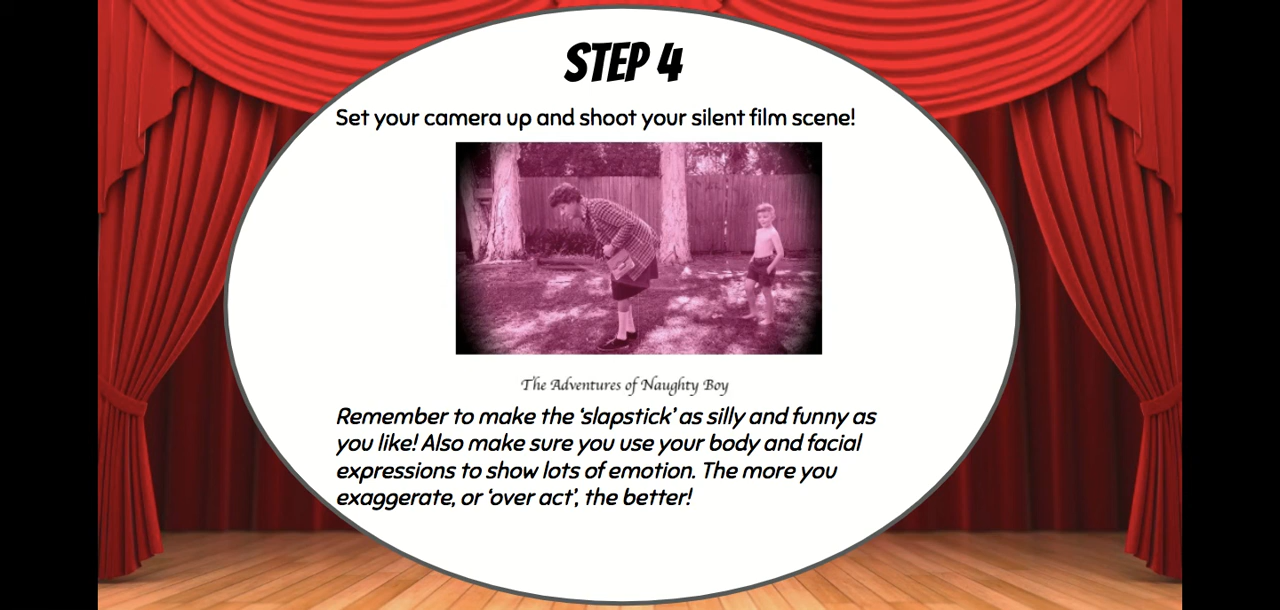 STEP 4
Set your camera up and shoot your silent film scene!
The Adventures of Naughty Boy
Remember to make the ‘slapstick’ as silly and funny as
you like! Also make sure you use your body and facial
expressions to show lots of emotion. The more you
exaggerate, or ‘over act’, the better!